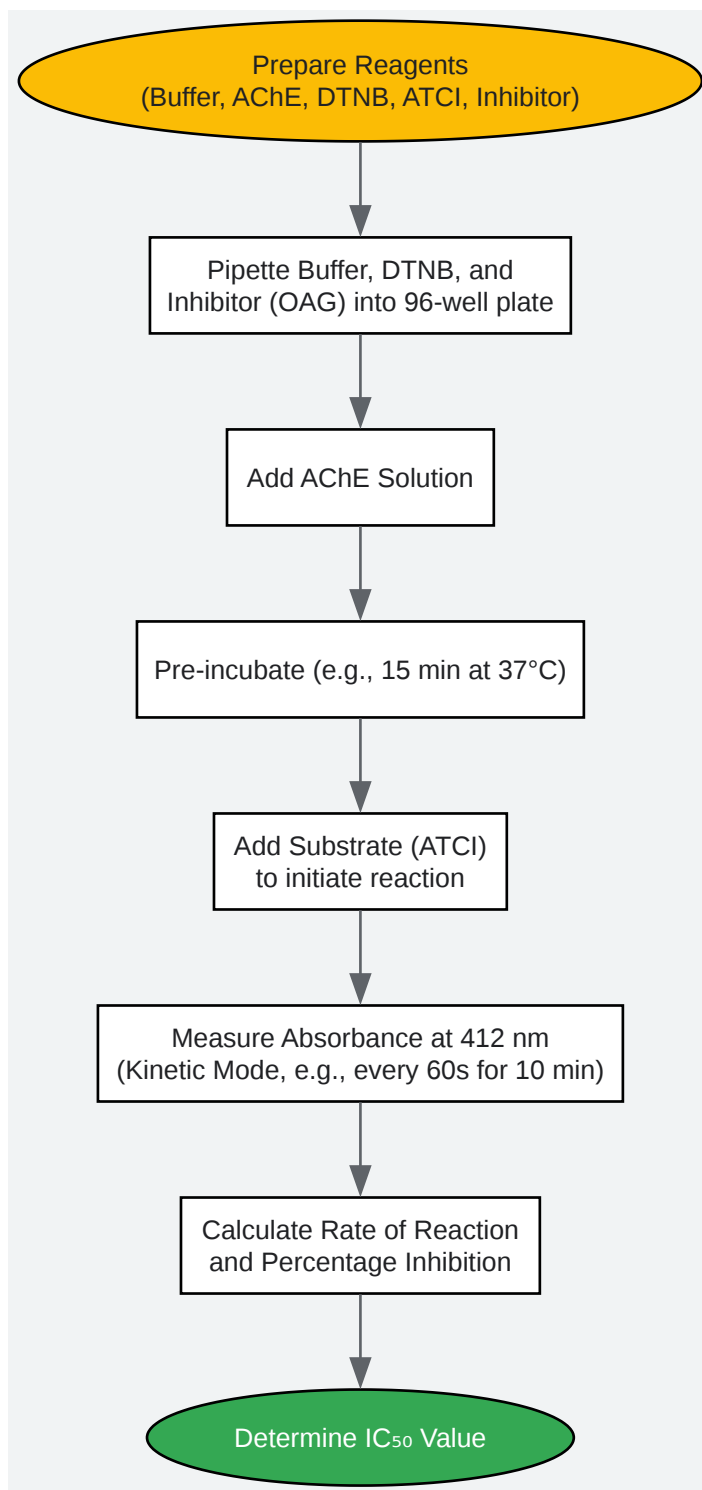 Prepare Reagents
(Buffer, AChE, DTNB, ATCI, Inhibitor)
Pipette Buffer, DTNB, and
Inhibitor (OAG) into 96-well plate
Add AChE Solution
Pre-incubate (e.g., 15 min at 37°C)
Add Substrate (ATCI)
to initiate reaction
Measure Absorbance at 412 nm
(Kinetic Mode, e.g., every 60s for 10 min)
Calculate Rate of Reaction
and Percentage Inhibition
Determine IC₅₀ Value